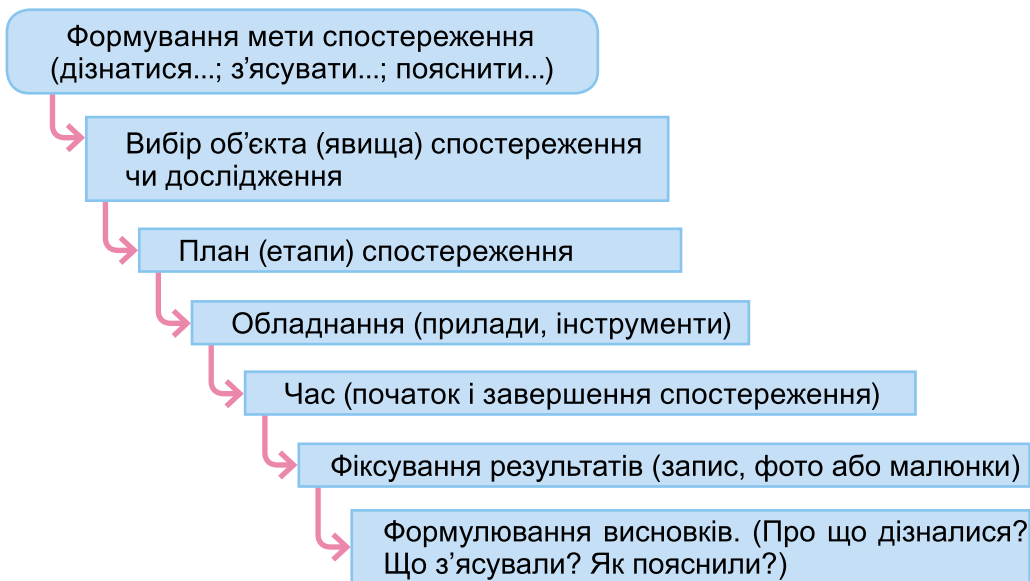 Формування мети спостереження
(дізнатися...; з’ясувати...; пояснити...)
Вибір об’єкта (явища) спостереження
чи дослідження
План (етапи) спостереження
Обладнання (прилади, інструменти)
Час (початок і завершення спостереження)
Фіксування результатів (запис, фото або малюнки)
Формулювання висновків. (Про що дізналися?
Що з’ясували? Як пояснили?)